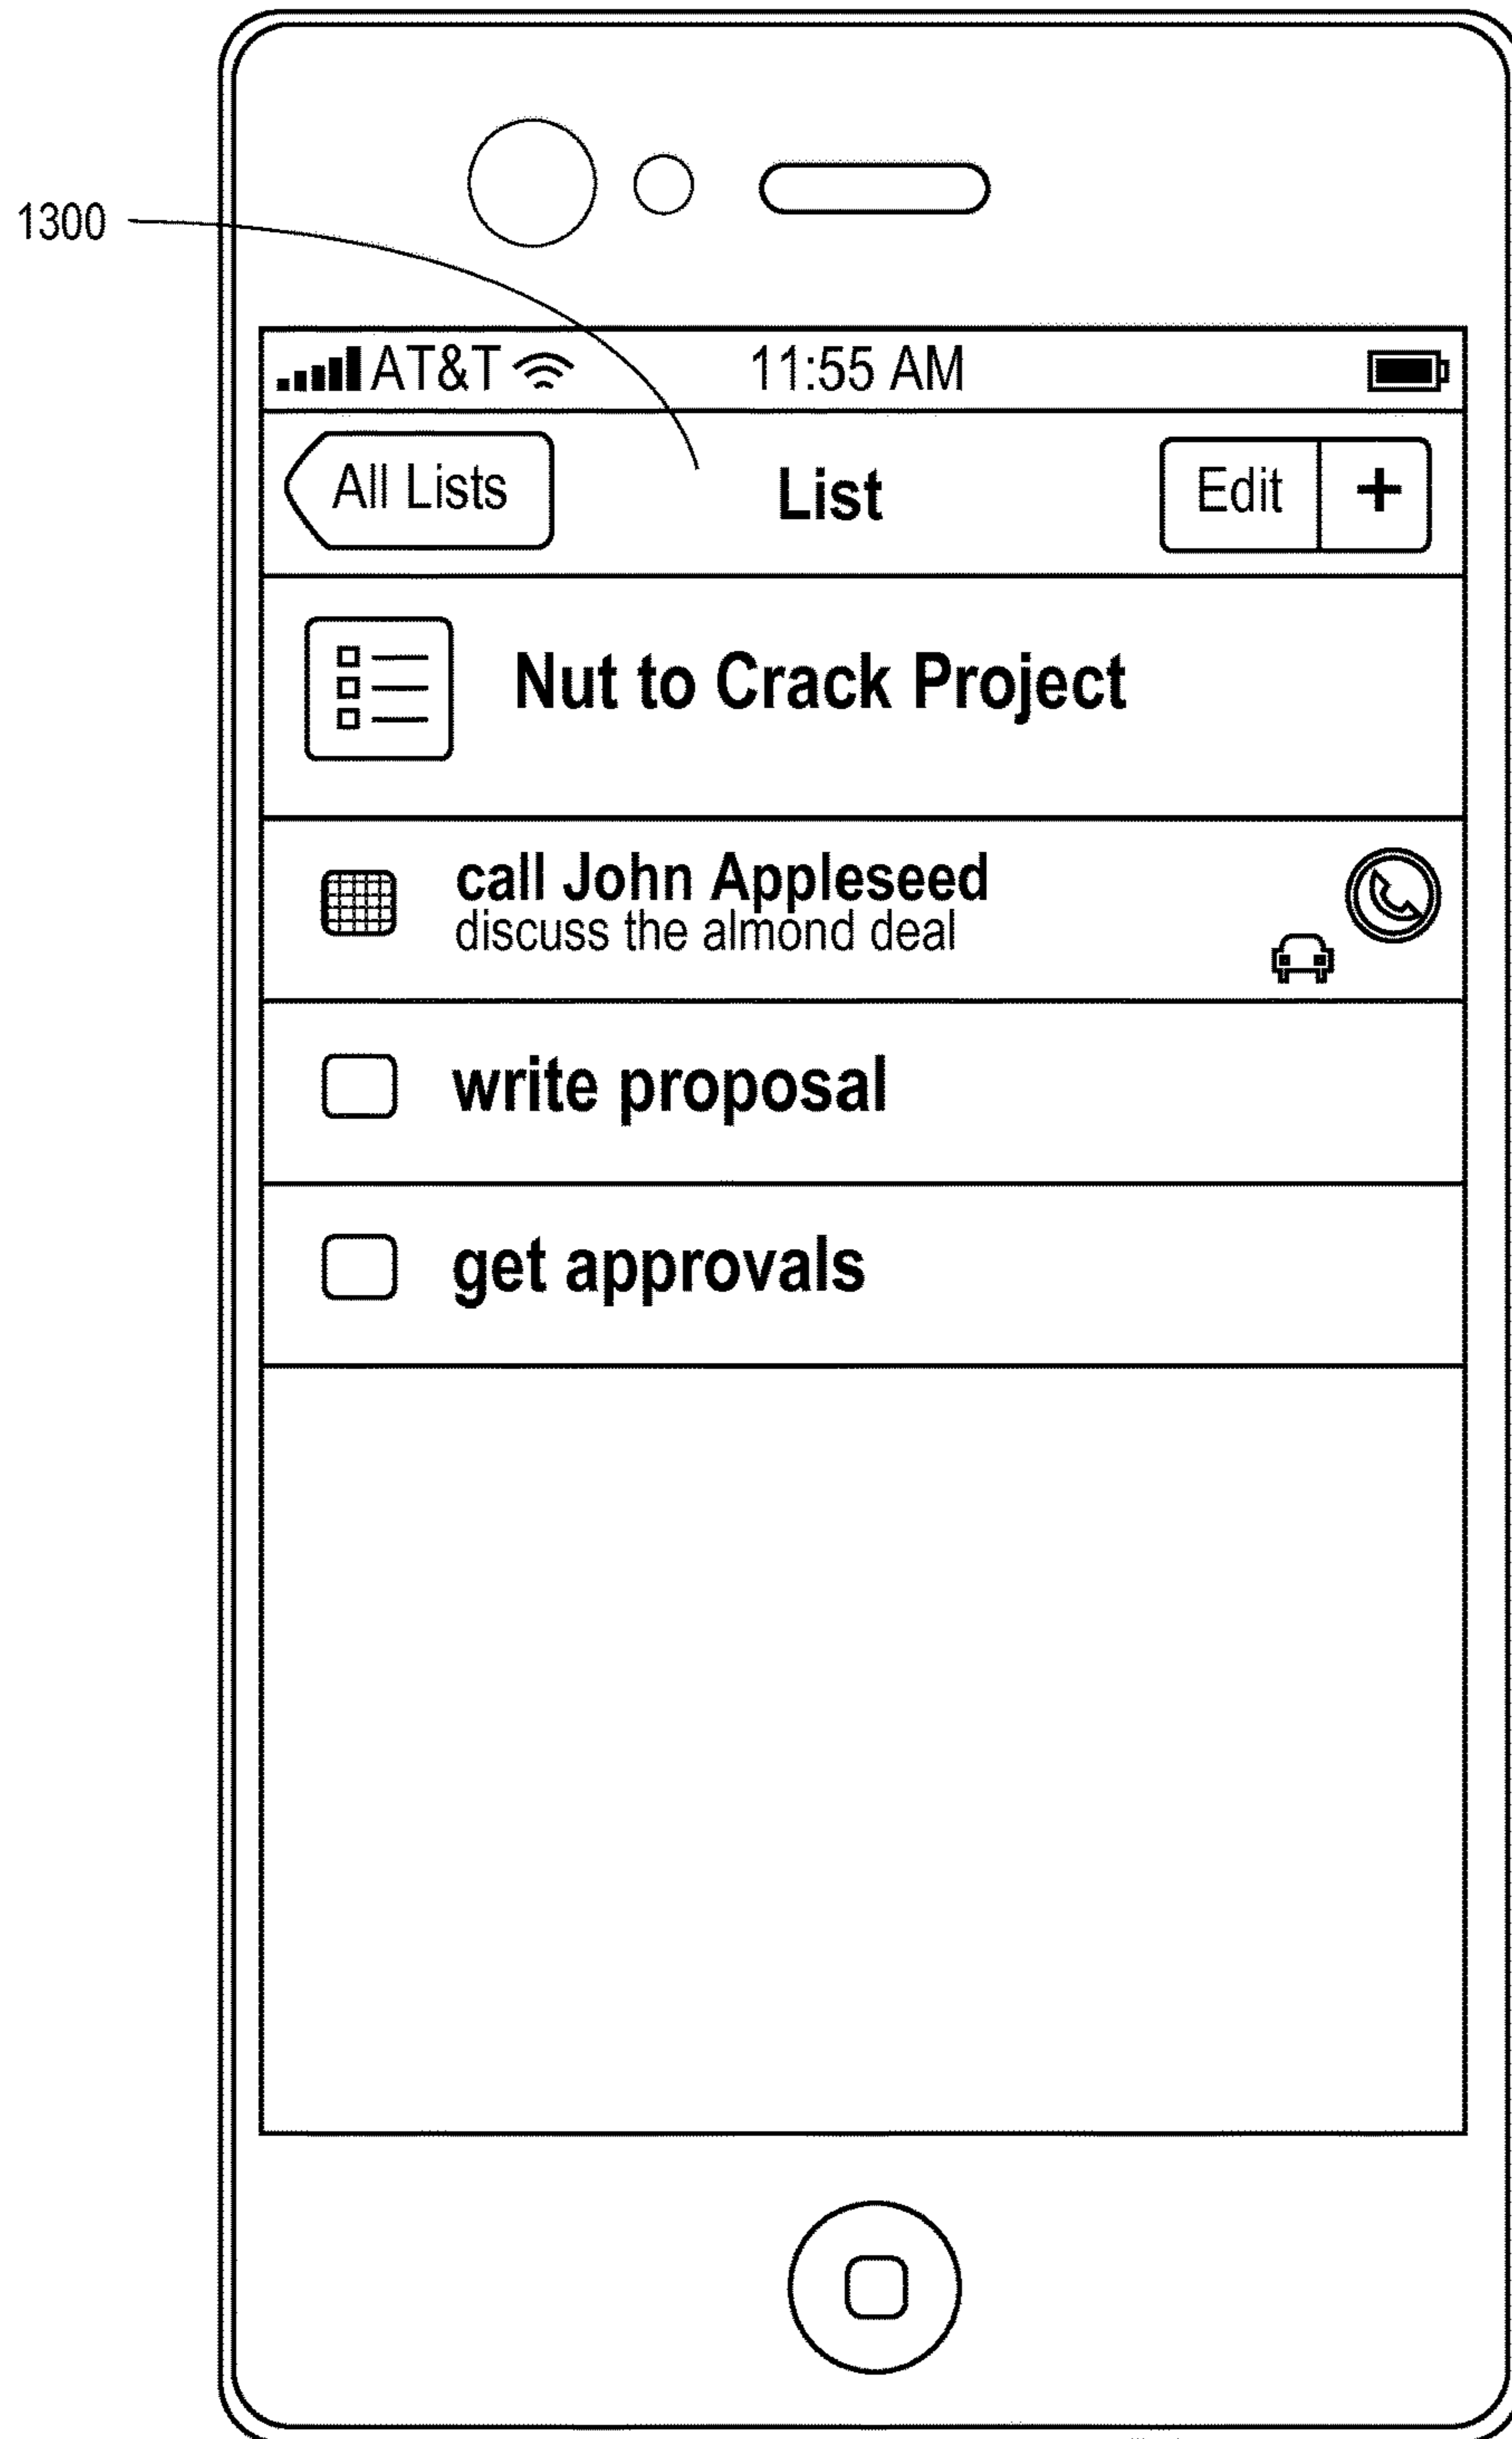 1300
AT&T 11:55 AM
All Lists List Edit +
Nut to Crack Project
call John Appleseed
discuss the almond deal
write proposal
get approvals